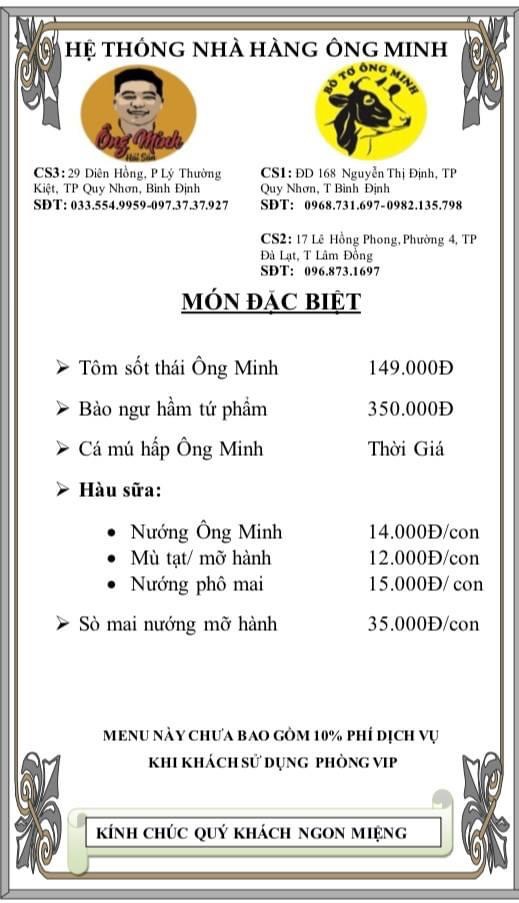 HỆ THỐNG NHÀ HÀNG ÔNG MINH
Ông Minh
Hải Sản
BÒ TƠ ÔNG MINH
CS3: 29 Diên Hồng, P Lý Thường
Kiệt, TP Quy Nhơn, Bình Định
SĐT: 033.554.9959-097.37.37.927
CS1: ĐD 168 Nguyễn Thị Định, TP
Quy Nhơn, T Bình Định
SĐT: 0968.731.697-0982.135.798
CS2: 17 Lê Hồng Phong, Phường 4, TP
Đà Lạt, T Lâm Đồng
SĐT: 096.873.1697
MÓN ĐẶC BIỆT
➢ Tôm sốt thái Ông Minh 149.000Đ
➢ Bào ngư hầm tứ phẩm 350.000Đ
➢ Cá mú hấp Ông Minh Thời Giá
➢ Hàu sữa:
• Nướng Ông Minh 14.000Đ/con
• Mù tạt/ mỡ hành 12.000Đ/con
• Nướng phô mai 15.000Đ/ con
➢ Sò mai nướng mỡ hành 35.000Đ/con
MENU NÀY CHƯA BAO GÒM 10% PHÍ DỊCH VỤ
KHI KHÁCH SỬ DỤNG PHÒNG VIP
KÍNH CHÚC QUÝ KHÁCH NGON MIỆNG